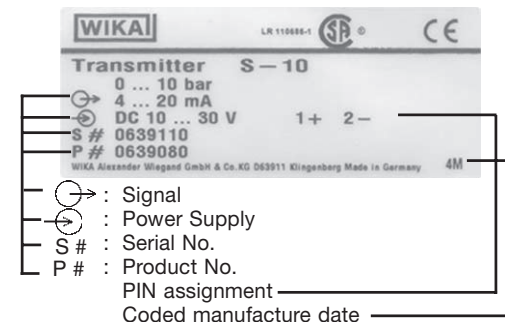 WIKAI
LR 110686-1 SA ® CE
Transmitter S–10
0 ... 10 bar
4 ... 20 mA
DC 10 ... 30 V 1+ 2–
S # 0639110
P # 0639080
WIKA Alexander Wiegand GmbH & Co.KG D63911 Klingenberg Made in Germany 4M
: Signal
: Power Supply
S # : Serial No.
P # : Product No.
PIN assignment
Coded manufacture date